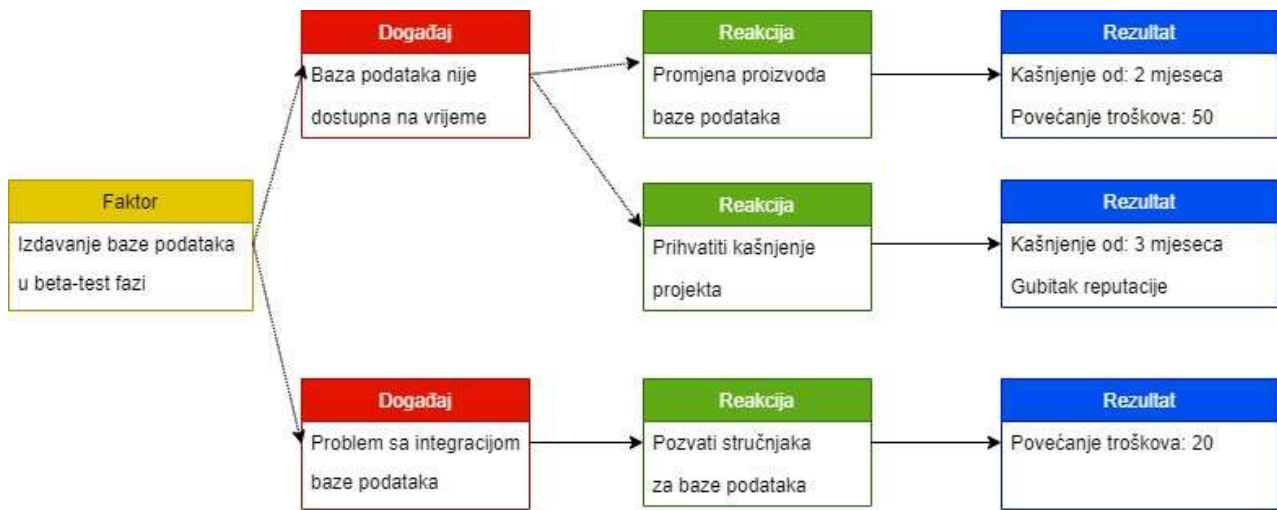 Faktor
Izdavanje baze podataka
u beta-test fazi
Događaj
Baza podataka nije
dostupna na vrijeme
Reakcija
Promjena proizvoda
baze podataka
Rezultat
Kašnjenje od: 2 mjeseca
Povećanje troškova: 50
Reakcija
Prihvatiti kašnjenje
projekta
Rezultat
Kašnjenje od: 3 mjeseca
Gubitak reputacije
Događaj
Problem sa integracijom
baze podataka
Reakcija
Pozvati stručnjaka
za baze podataka
Rezultat
Povećanje troškova: 20